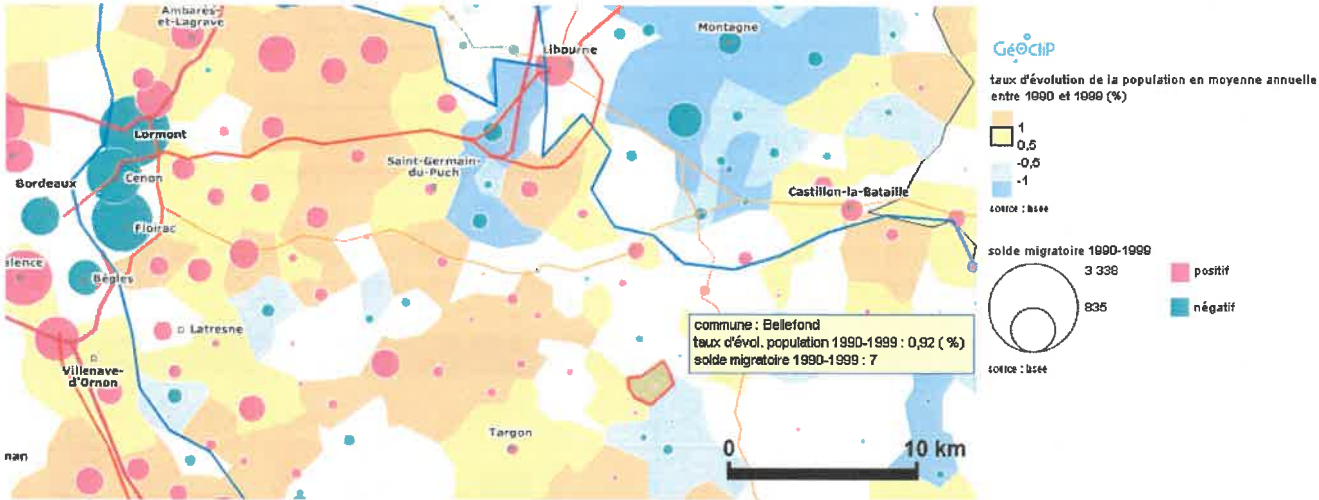 Ambarès-
et-Lagrave
Libourne
Montagne
Lormont
Saint-Germain-
du-Puch
Bordeaux
Cenon
Castillon-la-Bataille
Floirac
alence
Bègles
Latresne
Villenave-
d'Ornon
Targon
nan
commune : Bellefond
taux d'évol. population 1990-1999 : 0,92 ( %)
solde migratoire 1990-1999 : 7
0 10 km
GéOCliP
taux d'évolution de la population en moyenne annuelle
entre 1990 et 1999 (%)
1
0,5
-0,5
-1
source : Insee
solde migratoire 1990-1999
3 338
835
positif
négatif
source : Insee